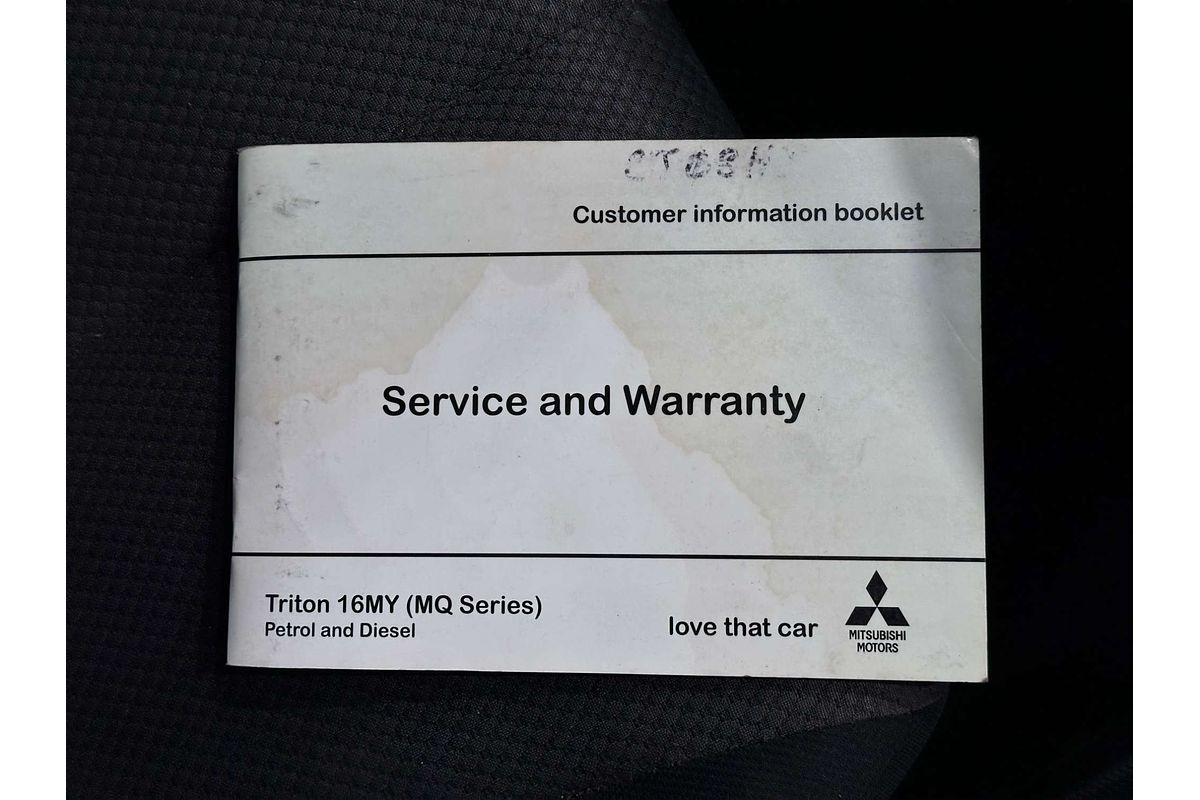 Customer information booklet
Service and Warranty
Triton 16MY (MQ Series)
Petrol and Diesel
love that car
MITSUBISHI
MOTORS